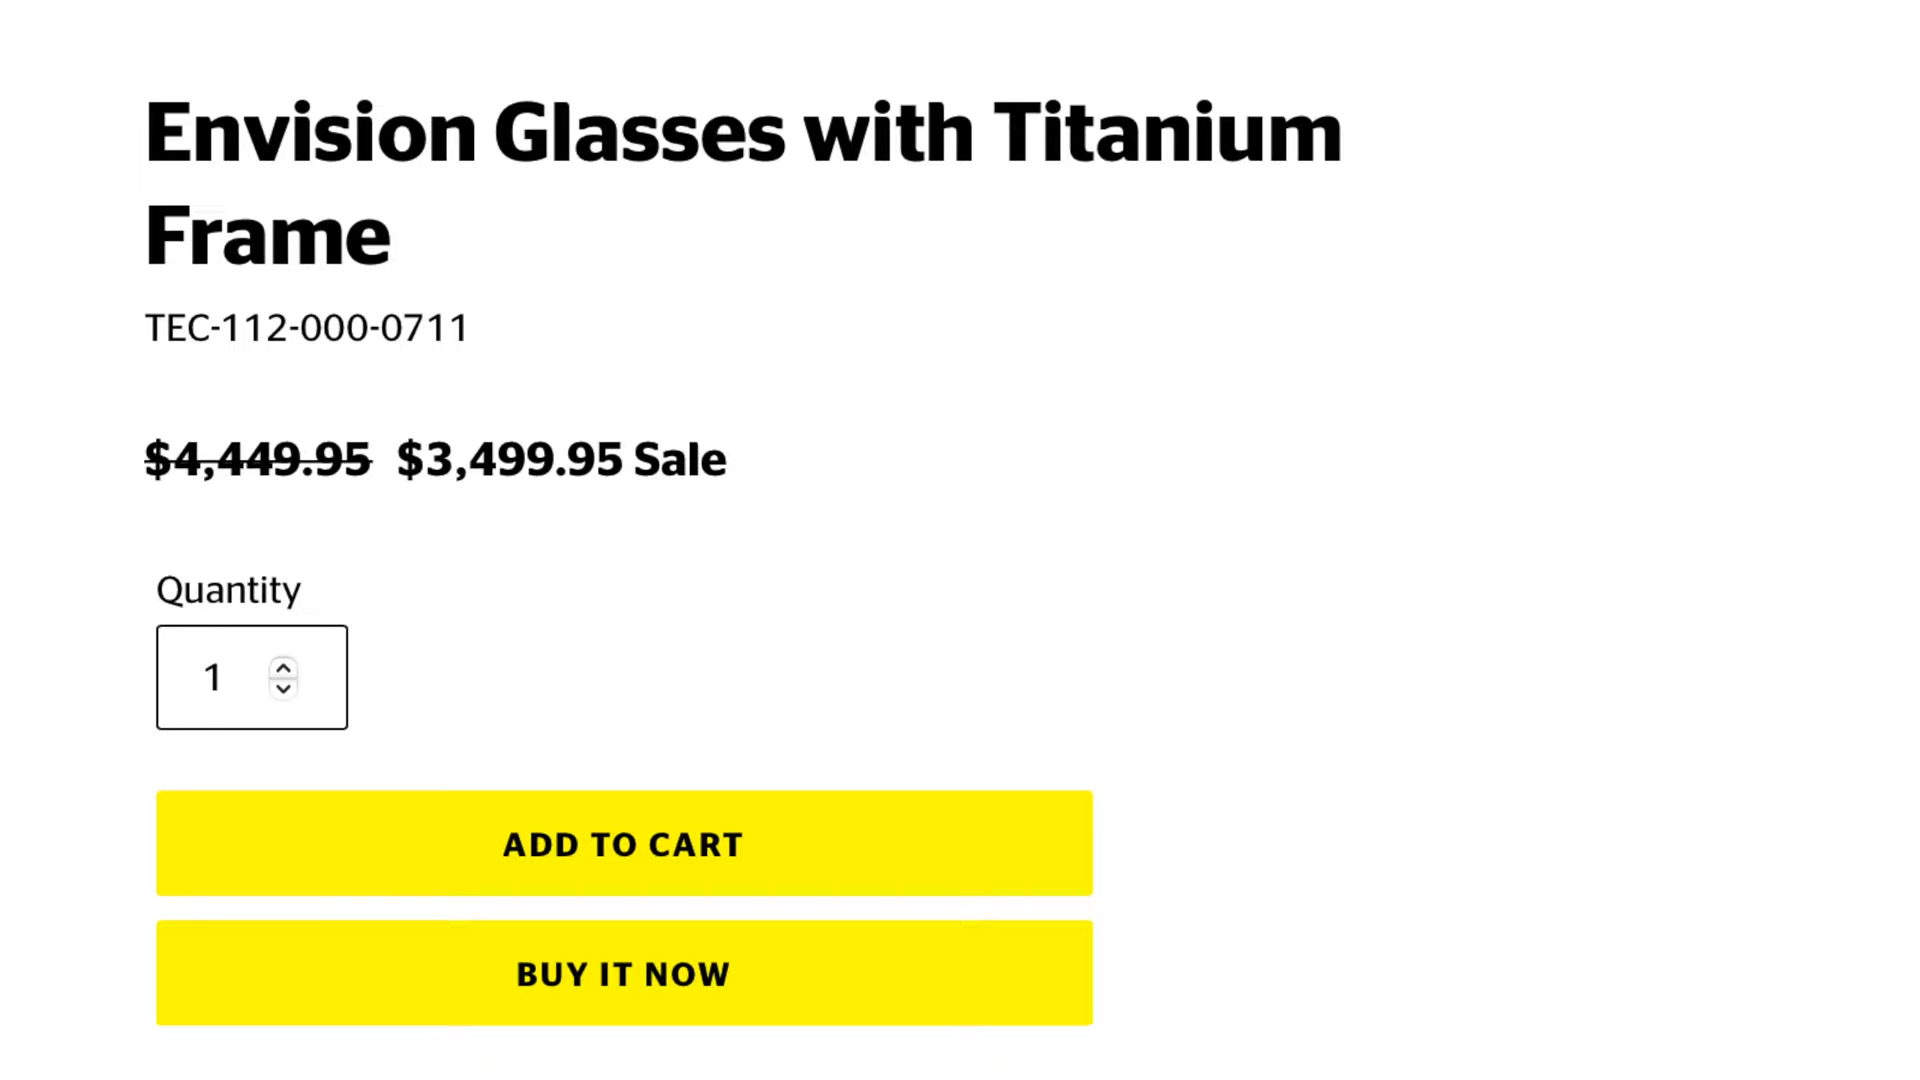 Envision Glasses with Titanium
Frame
TEC-112-000-0711
$4,449.95 $3,499.95 Sale
Quantity
1
ADD TO CART
BUY IT NOW